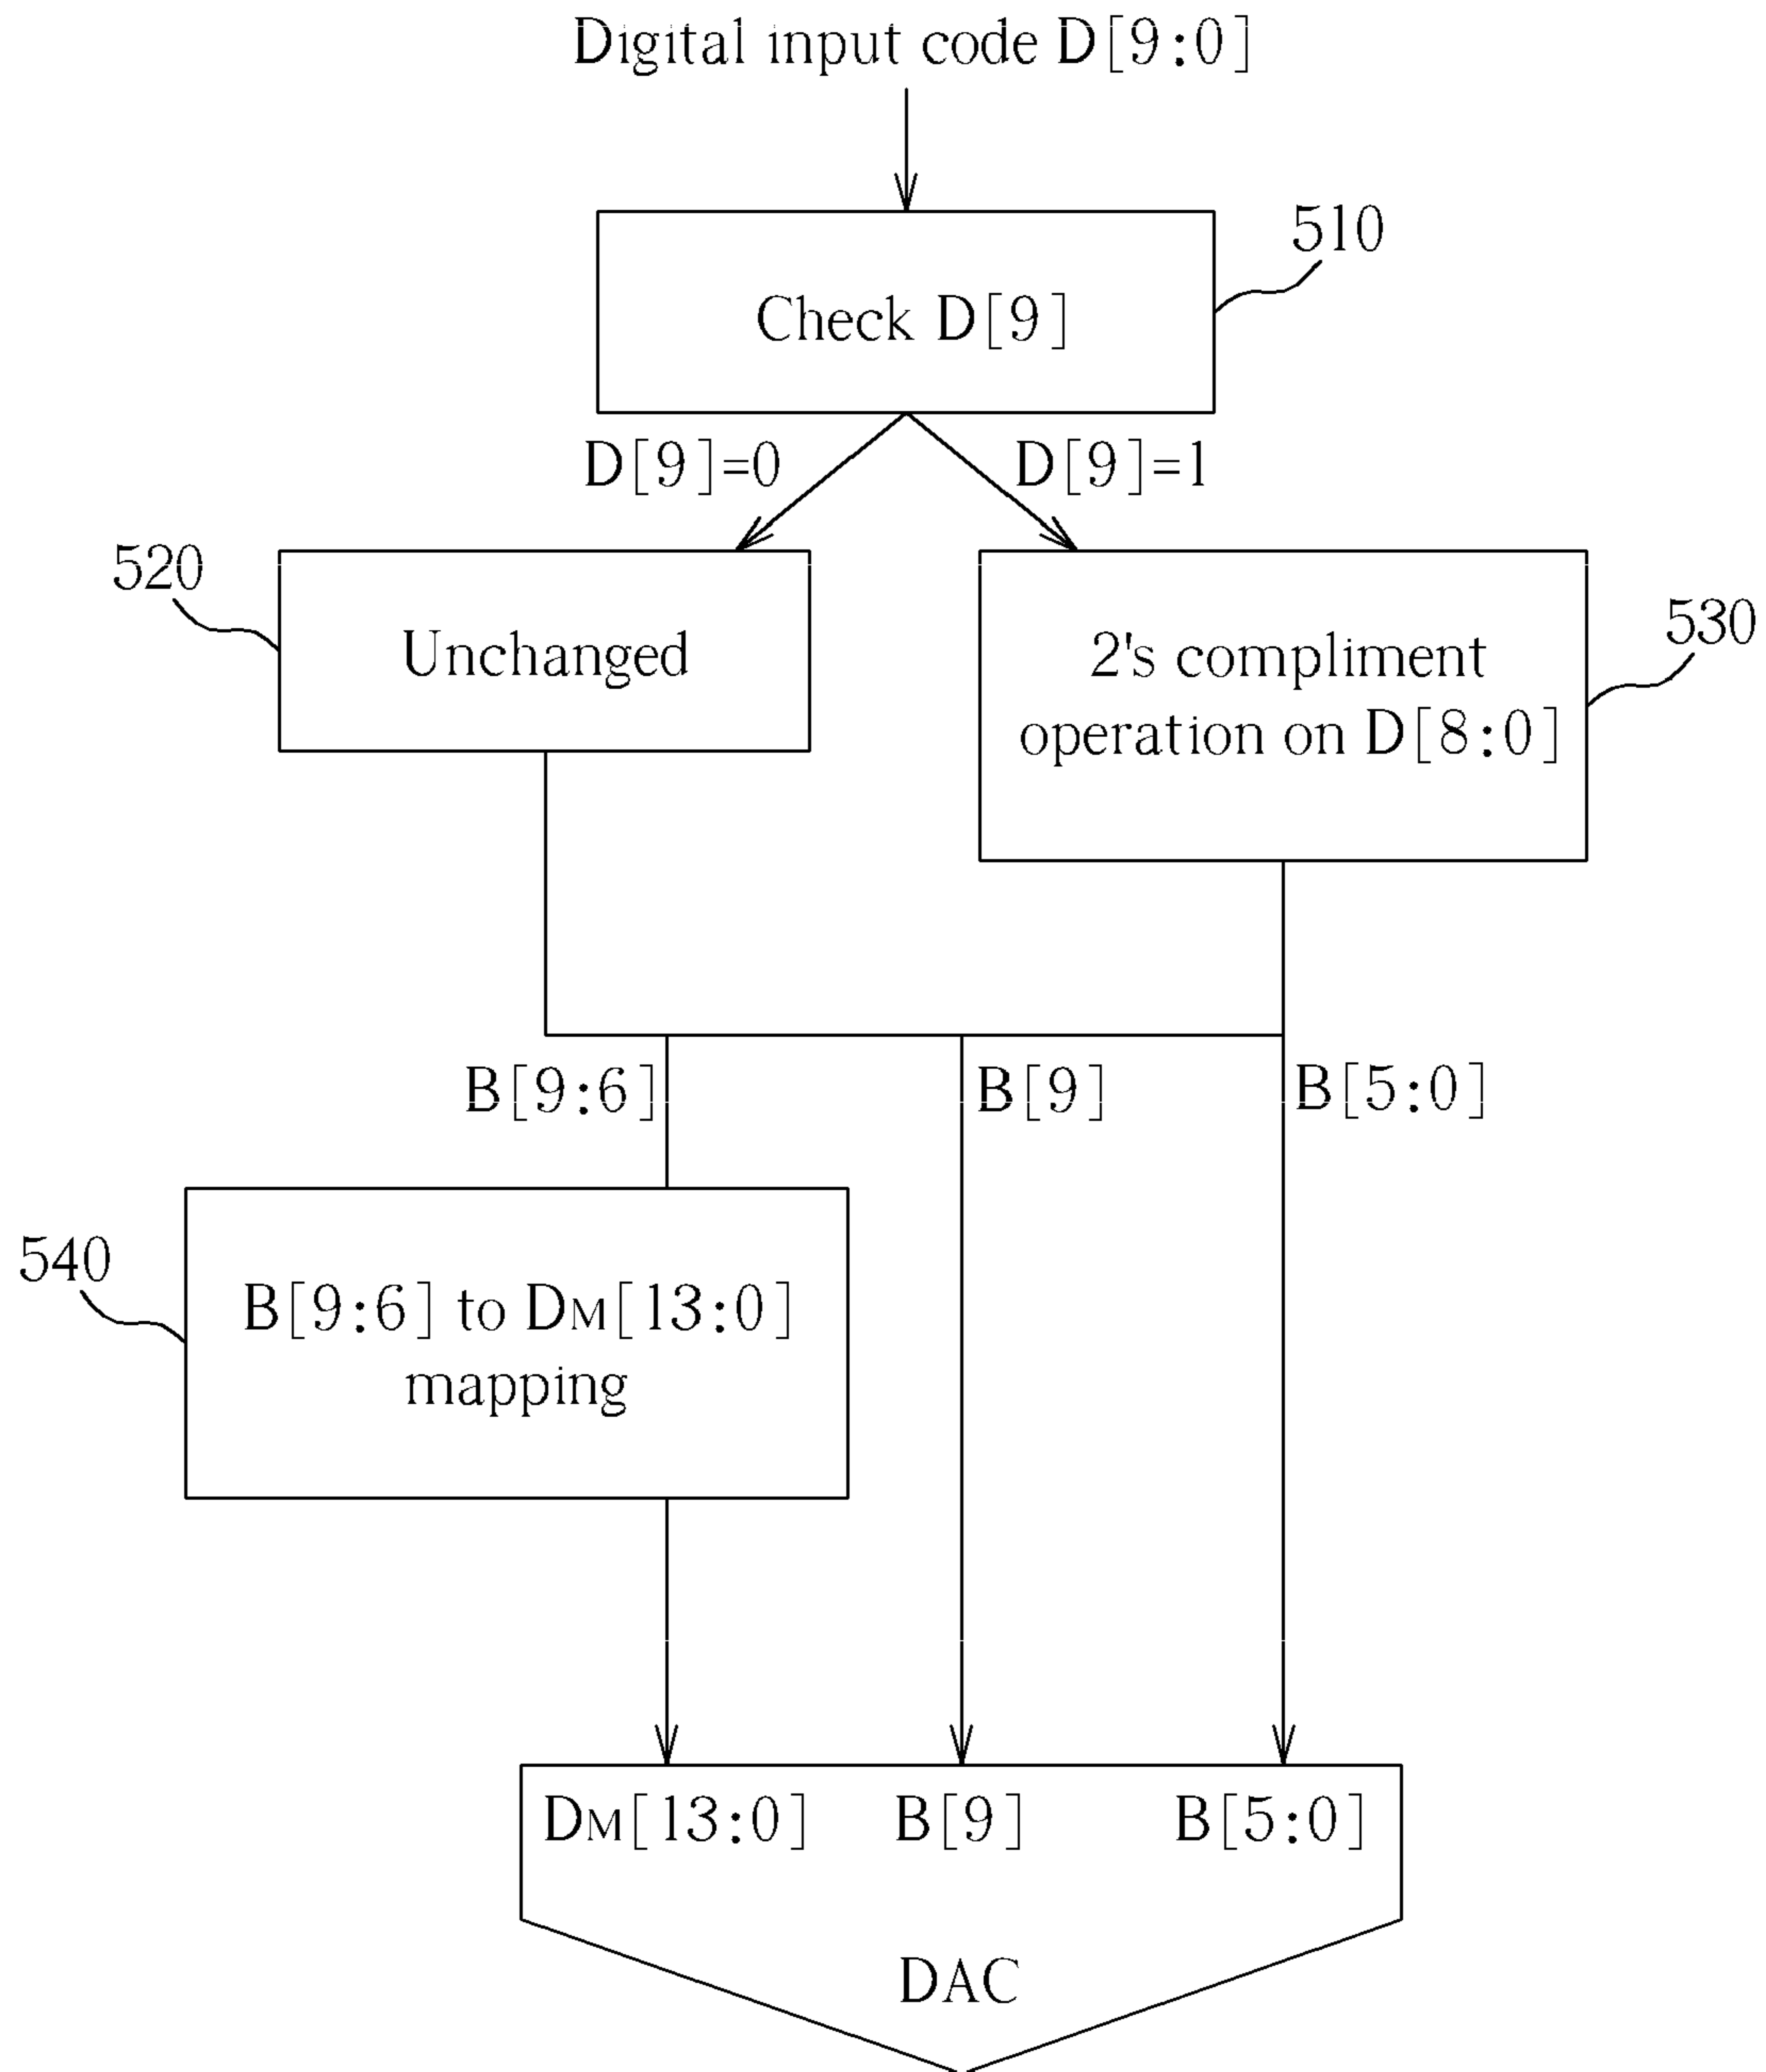 Digital input code D[9:0]
510
Check D[9]
D[9]=0
D[9]=1
520
Unchanged
530
2's compliment
operation on D[8:0]
B[9:6]
B[9]
B[5:0]
540
B[9:6] to DM[13:0]
mapping
DM[13:0]
B[9]
B[5:0]
DAC